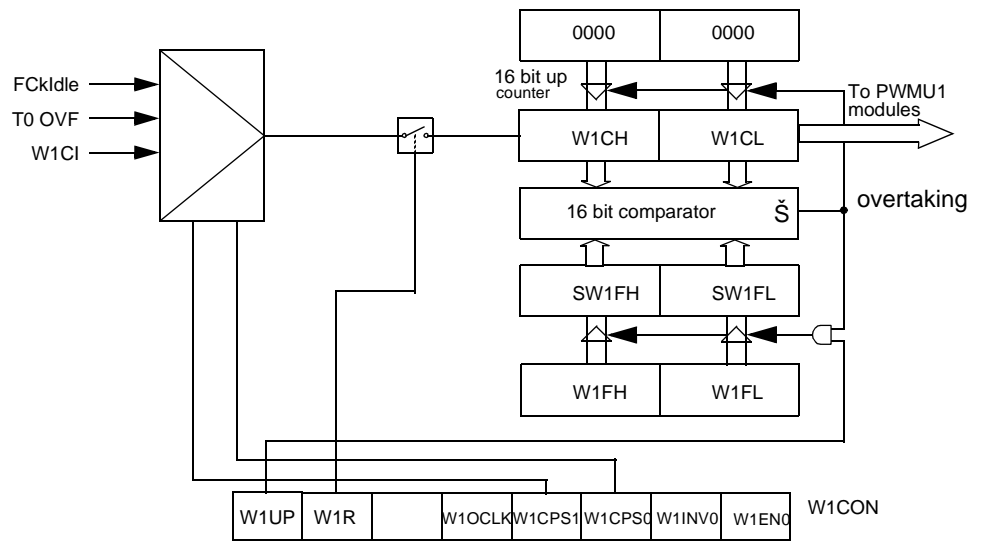 0000 0000
FCkIdle
T0 OVF
W1CI
16 bit up
counter
To PWMU1
modules
W1CH W1CL
16 bit comparator Š
overtaking
SW1FH SW1FL
W1FH W1FL
W1UP W1R W1OCLK W1CPS1 W1CPS0 W1INV0 W1EN0
W1CON